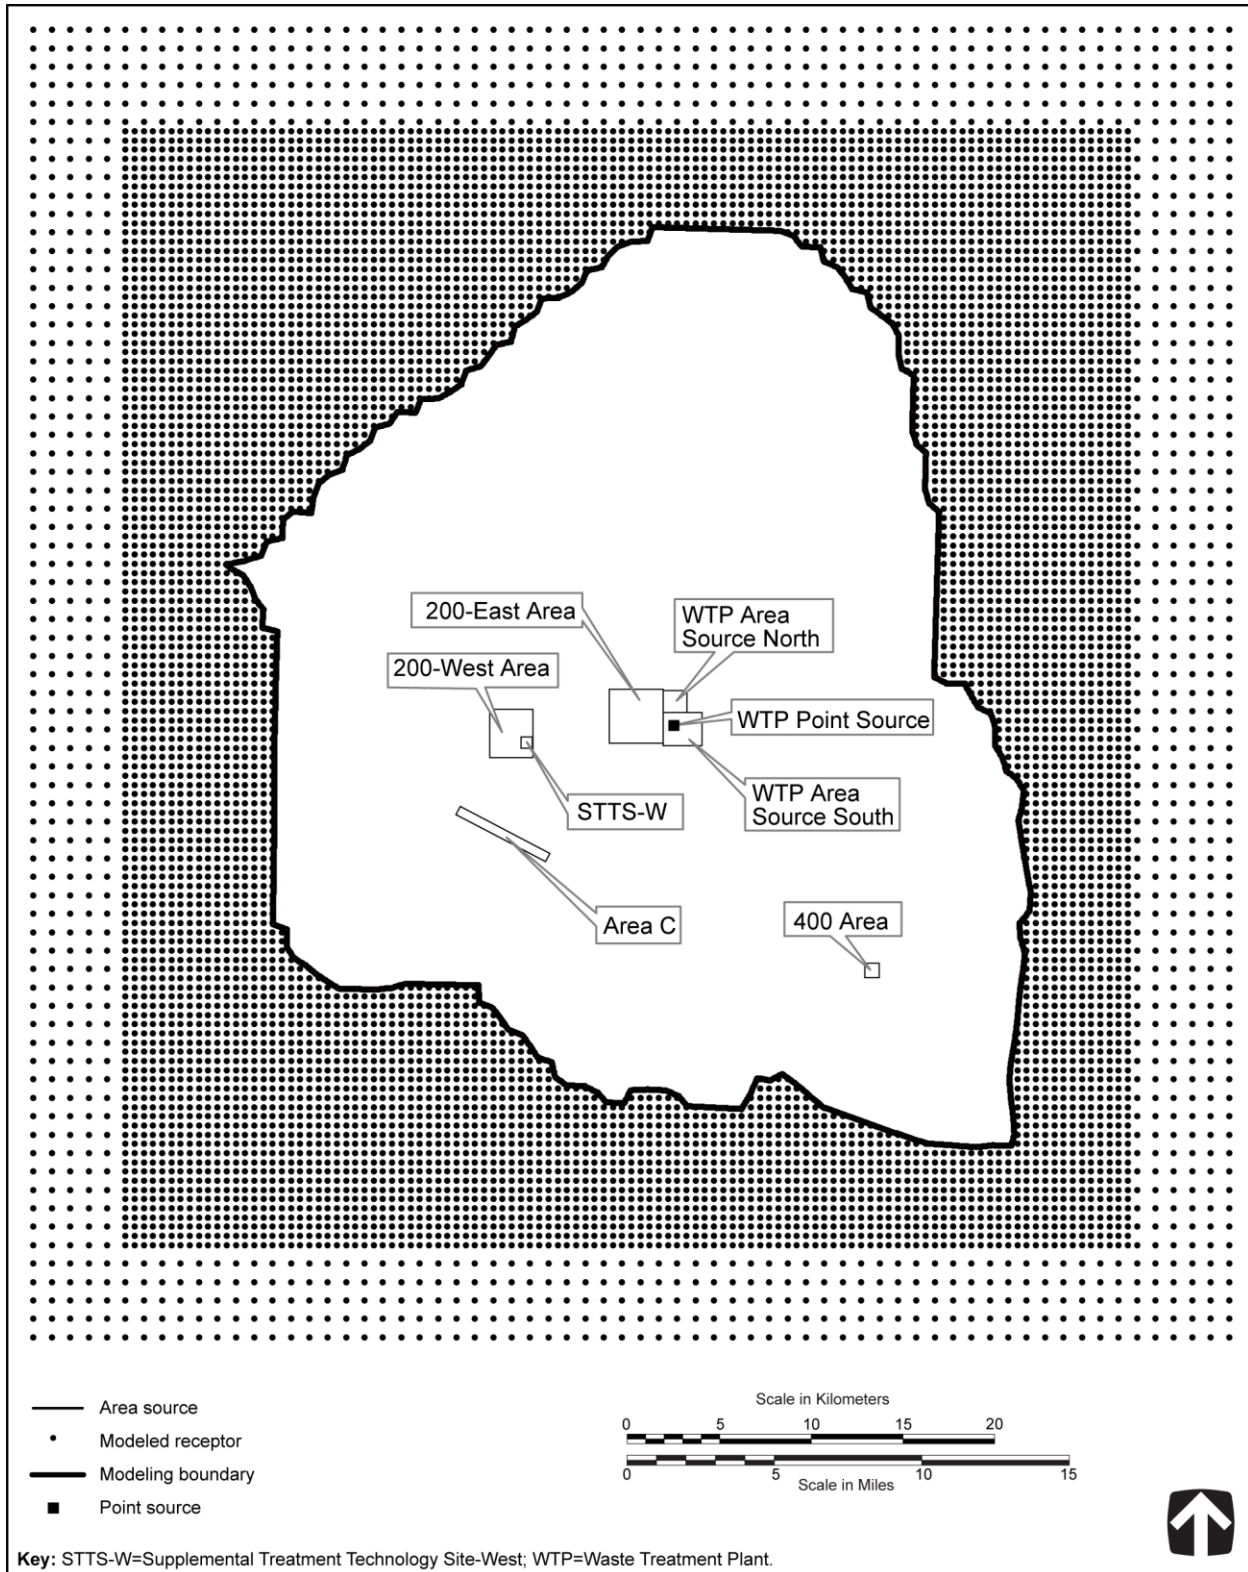 200-East Area
WTP Area
Source North
200-West Area
WTP Point Source
STTS-W
WTP Area
Source South
Area C
400 Area
Area source
Modeled receptor
Modeling boundary
Point source
Scale in Kilometers
0 5 10 15 20
0 5 10 15
Scale in Miles
Key: STTS-W=Supplemental Treatment Technology Site-West; WTP=Waste Treatment Plant.